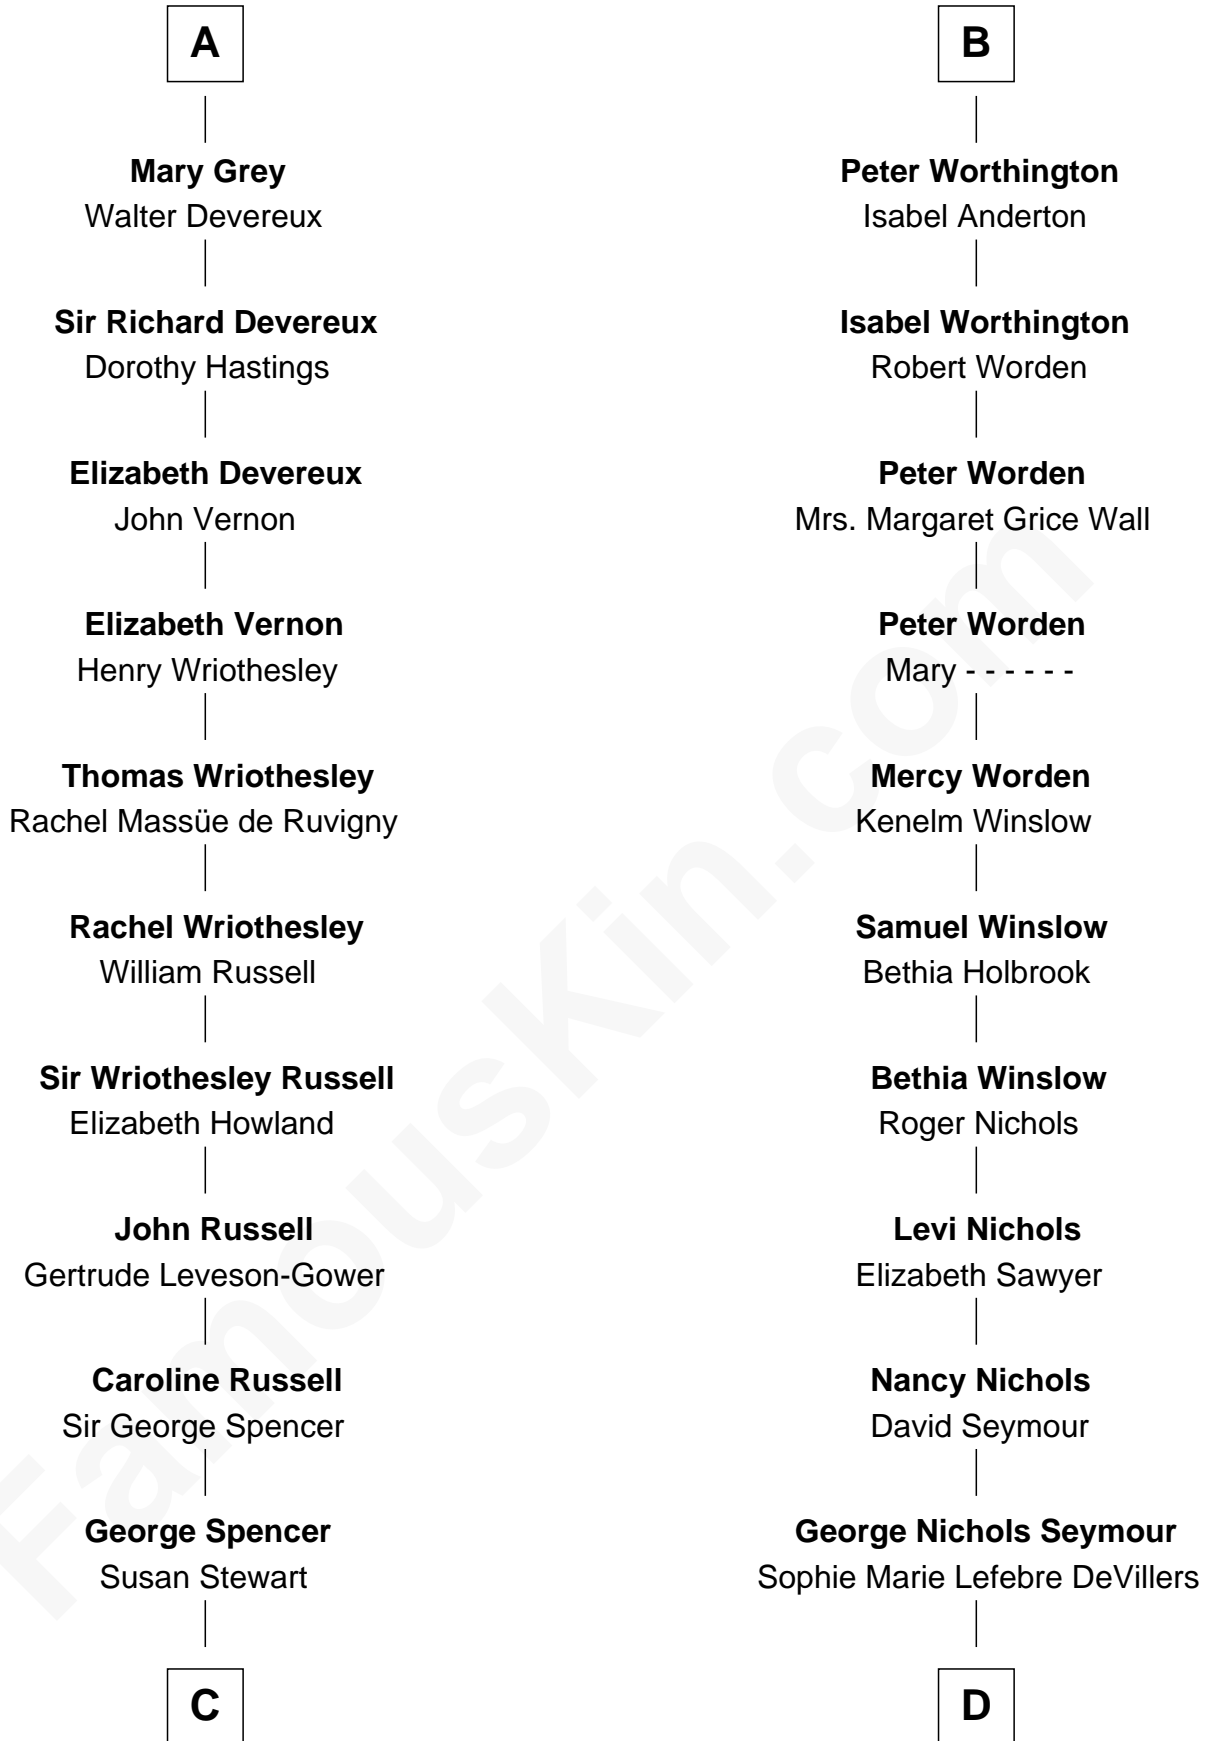 A
Mary Grey
Walter Devereux
Sir Richard Devereux
Dorothy Hastings
Elizabeth Devereux
John Vernon
Elizabeth Vernon
Henry Wriothesley
Thomas Wriothesley
Rachel Massüe de Ruvigny
Rachel Wriothesley
William Russell
Sir Wriothesley Russell
Elizabeth Howland
John Russell
Gertrude Leveson-Gower
Caroline Russell
Sir George Spencer
George Spencer
Susan Stewart
C
B
Peter Worthington
Isabel Anderton
Isabel Worthington
Robert Worden
Peter Worden
Mrs. Margaret Grice Wall
Peter Worden
Mary - - - - - -
Mercy Worden
Kenelm Winslow
Samuel Winslow
Bethia Holbrook
Bethia Winslow
Roger Nichols
Levi Nichols
Elizabeth Sawyer
Nancy Nichols
David Seymour
George Nichols Seymour
Sophie Marie Lefebre DeVillers
D
FamousKin.com